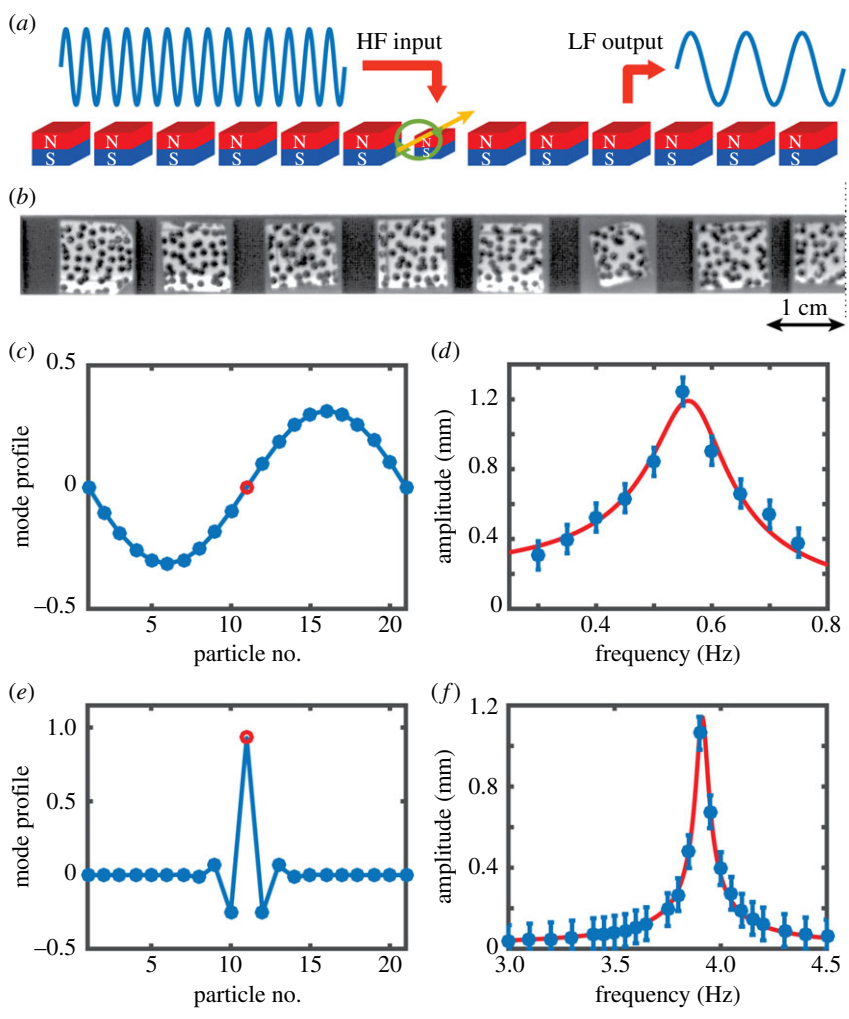 (a)
HF input
LF output
N N N N N N N N N N N N N
S S S S S S S S S S S S S
(b)
1 cm
(c)
0.5
0
–0.5
mode profile
5 10 15 20
particle no.
(d)
1.2
0.8
0.4
0
amplitude (mm)
0.4 0.6 0.8
frequency (Hz)
(e)
1.0
0.5
0
–0.5
mode profile
5 10 15 20
particle no.
(f)
1.2
0.8
0.4
0
amplitude (mm)
3.0 3.5 4.0 4.5
frequency (Hz)